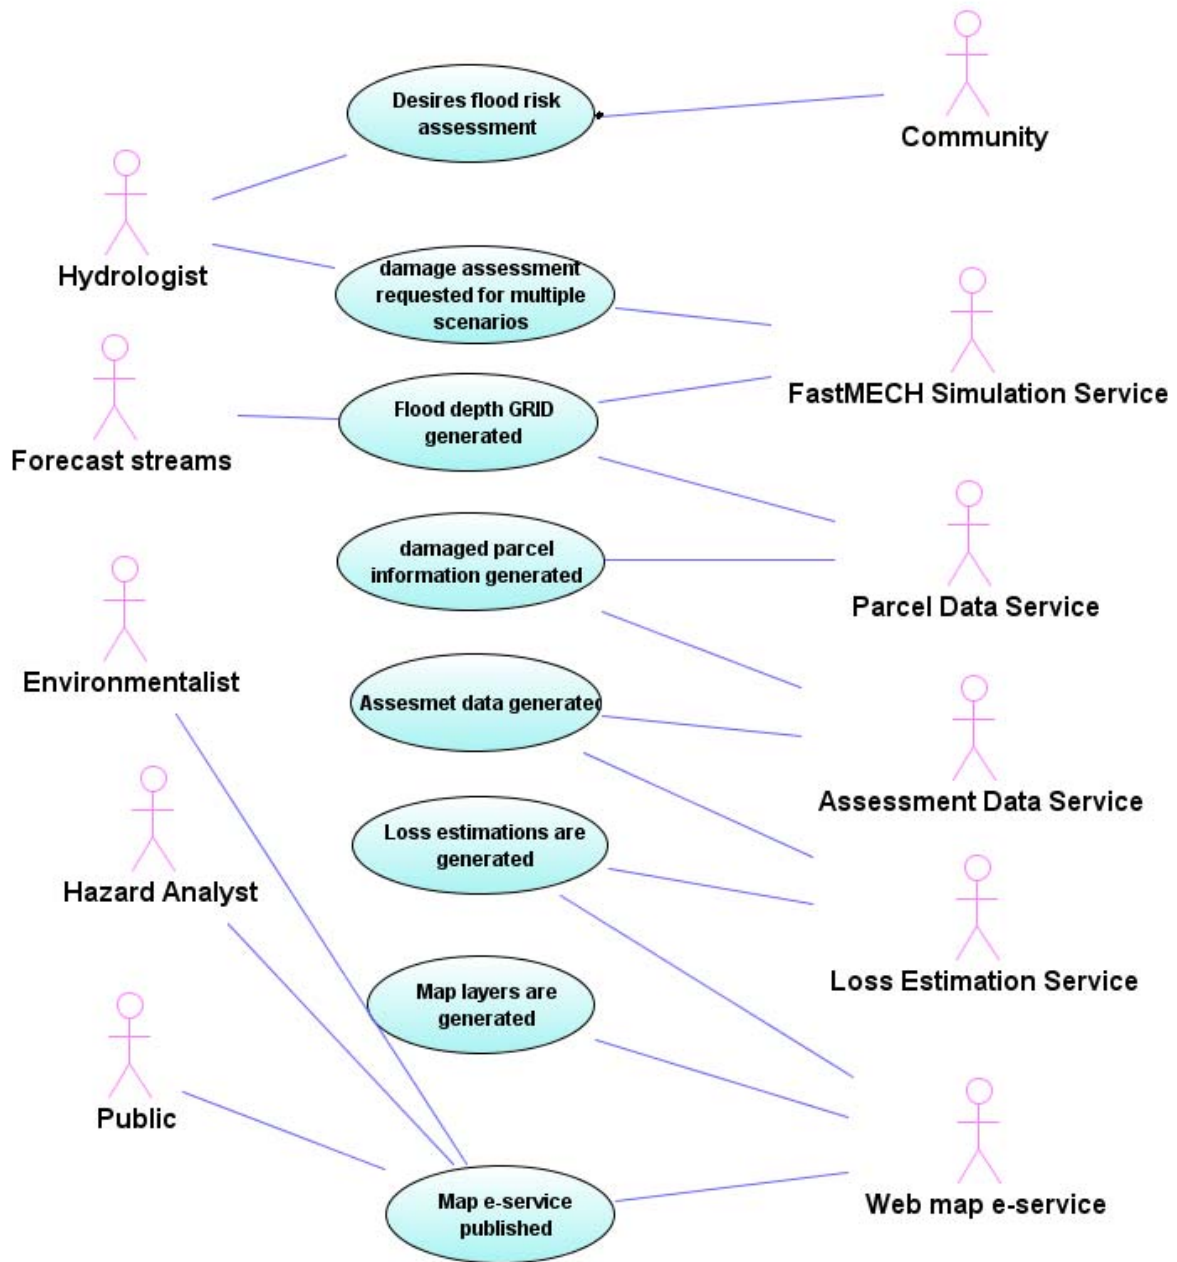 Desires flood risk
assessment
Community
Hydrologist
damage assessment
requested for multiple
scenarios
FastMECH Simulation Service
Flood depth GRID
generated
Forecast streams
damaged parcel
information generated
Parcel Data Service
Environmentalist
Assesmet data generated
Assessment Data Service
Loss estimations are
generated
Hazard Analyst
Loss Estimation Service
Map layers are
generated
Public
Map e-service
published
Web map e-service